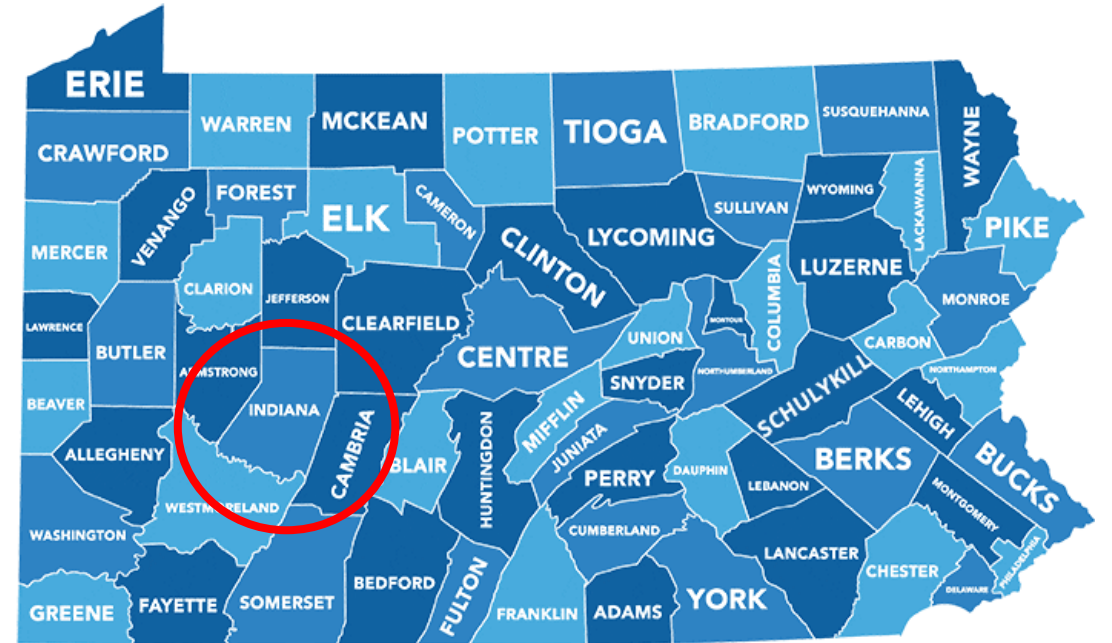 ERIE
WARREN
MCKEAN
POTTER
TIOGA
BRADFORD
SUSQUEHANNA
WAYNE
CRAWFORD
FOREST
ELK
CAMERON
SULLIVAN
WYOMING
LACKAWANNA
PIKE
VENANGO
MERCER
CLINTON
LYCOMING
LUZERNE
CLARION
JEFFERSON
MONROE
LAWRENCE
CLEARFIELD
MONTOUR
COLUMBIA
BUTLER
CENTRE
UNION
CARBON
ARMSTRONG
SNYDER
NORTHUMBERLAND
NORTHAMPTON
BEAVER
INDIANA
MIFFLIN
SCHULYKILL
LEHIGH
ALLEGHENY
CAMBRIA
BLAIR
HUNTINGDON
JUNIATA
PERRY
DAUPHIN
LEBANON
BERKS
BUCKS
WESTMORELAND
MONTGOMERY
WASHINGTON
CUMBERLAND
LANCASTER
CHESTER
PHILADELPHIA
GREENE
FAYETTE
SOMERSET
BEDFORD
FULTON
FRANKLIN
ADAMS
YORK
DELAWARE